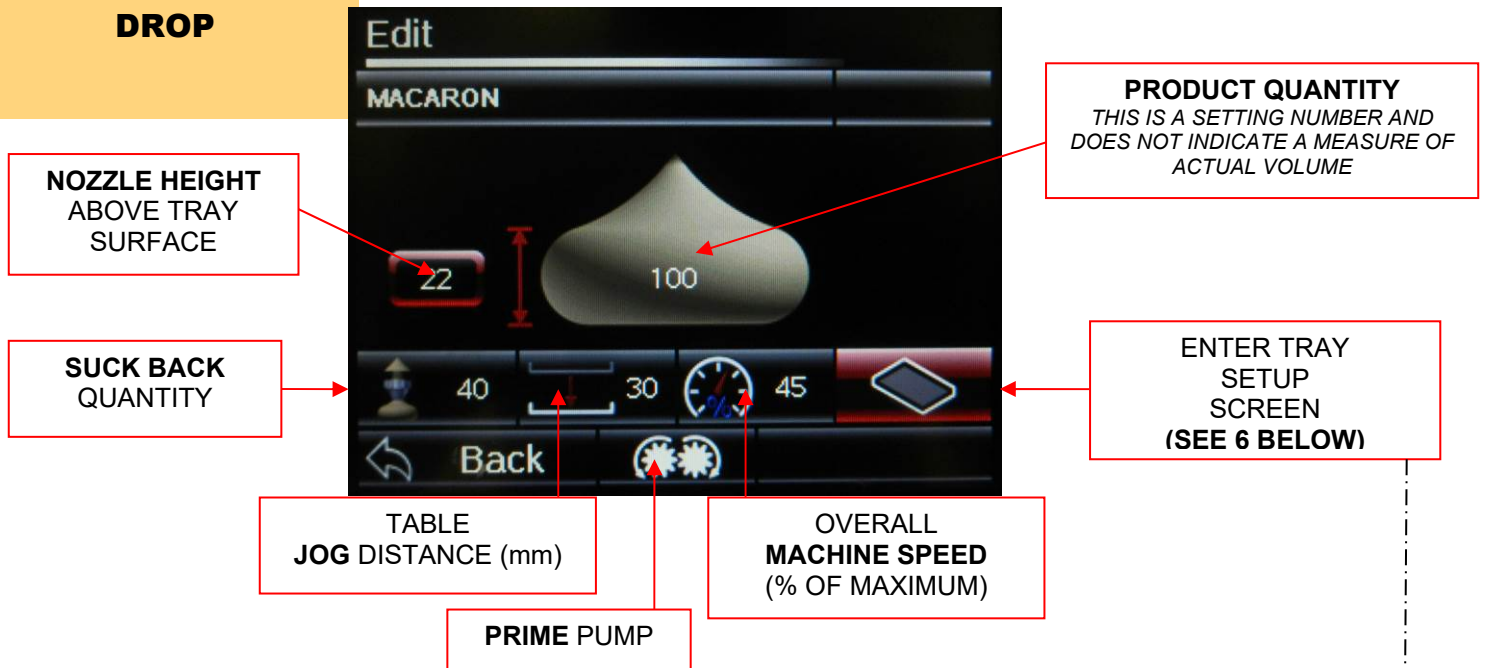 DROP
Edit
MACARON
PRODUCT QUANTITY
THIS IS A SETTING NUMBER AND
DOES NOT INDICATE A MEASURE OF
ACTUAL VOLUME
NOZZLE HEIGHT
ABOVE TRAY
SURFACE
22
100
SUCK BACK
QUANTITY
40
30
%
45
ENTER TRAY
SETUP
SCREEN
(SEE 6 BELOW)
Back
TABLE
JOG DISTANCE (mm)
OVERALL
MACHINE SPEED
(% OF MAXIMUM)
PRIME PUMP